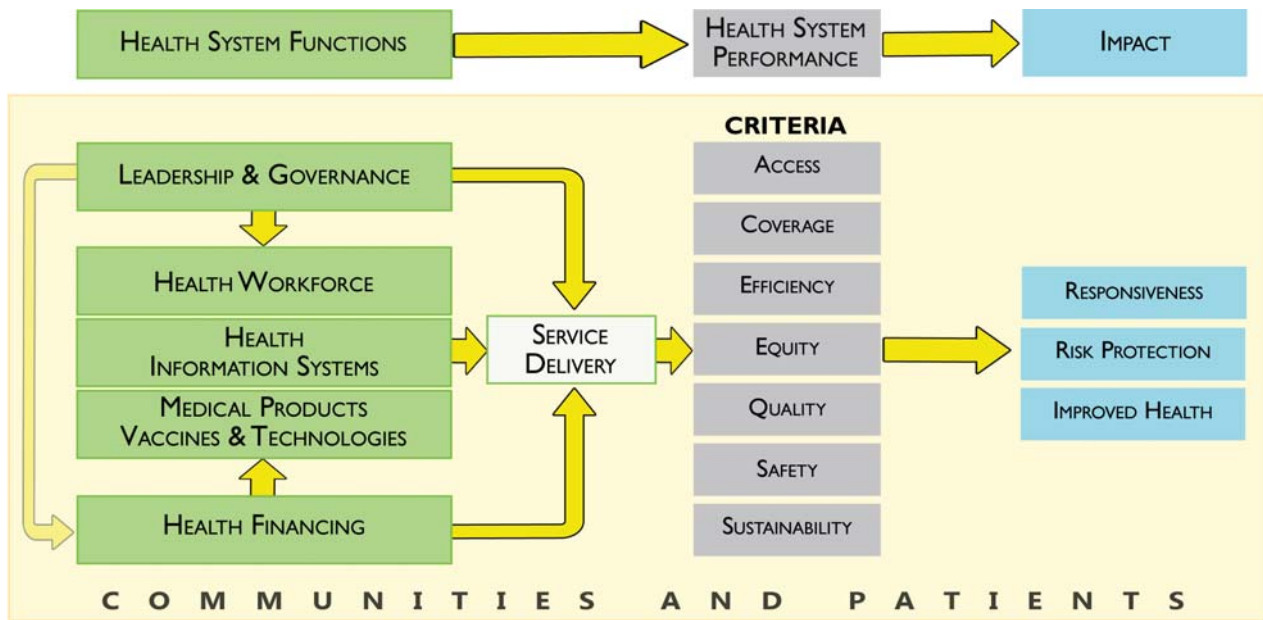 HEALTH SYSTEM FUNCTIONS
HEALTH SYSTEM
PERFORMANCE
IMPACT
CRITERIA
LEADERSHIP & GOVERNANCE
HEALTH WORKFORCE
HEALTH
INFORMATION SYSTEMS
MEDICAL PRODUCTS
VACCINES & TECHNOLOGIES
HEALTH FINANCING
SERVICE
DELIVERY
ACCESS
COVERAGE
EFFICIENCY
EQUITY
QUALITY
SAFETY
SUSTAINABILITY
RESPONSIVENESS
RISK PROTECTION
IMPROVED HEALTH
COMMUNITIES AND PATIENTS